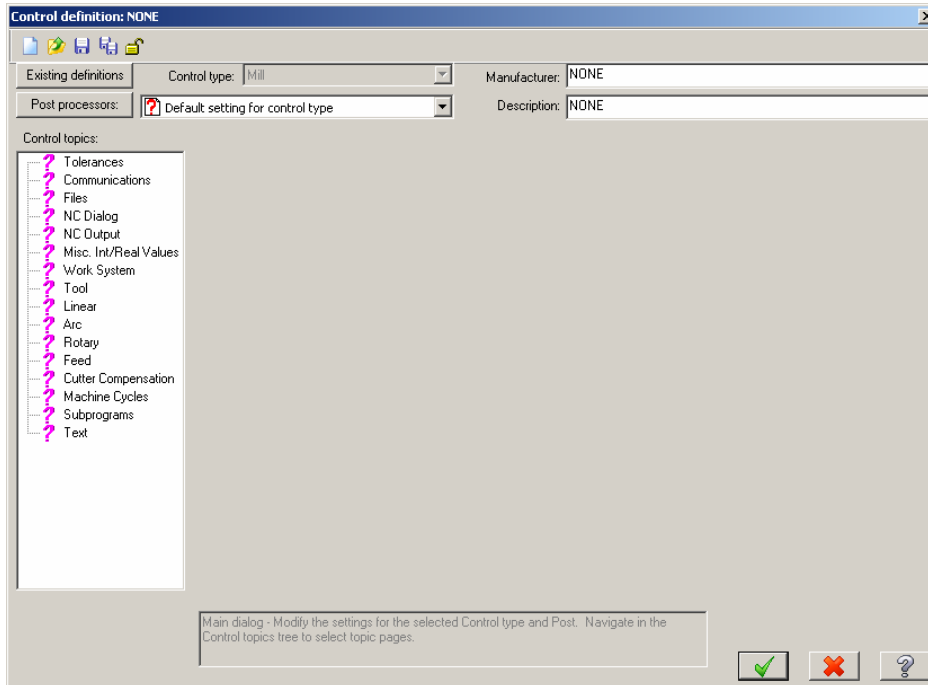 Control definition: NONE
Existing definitions
Control type: Mill
Manufacturer: NONE
Post processors:
Default setting for control type
Description: NONE
Control topics:
Tolerances
Communications
Files
NC Dialog
NC Output
Misc. Int/Real Values
Work System
Tool
Linear
Arc
Rotary
Feed
Cutter Compensation
Machine Cycles
Subprograms
Text
Main dialog - Modify the settings for the selected Control type and Post. Navigate in the
Control topics tree to select topic pages.